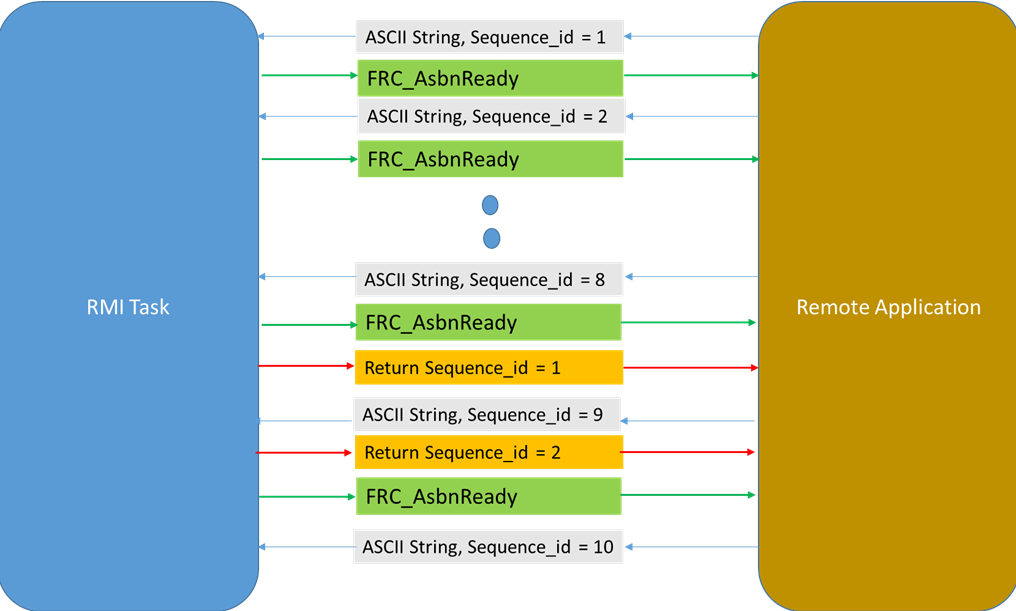 ASCII String, Sequence_id = 1
FRC_AsbnReady
ASCII String, Sequence_id = 2
FRC_AsbnReady
ASCII String, Sequence_id = 8
RMI Task
Remote Application
FRC_AsbnReady
Return Sequence_id = 1
ASCII String, Sequence_id = 9
Return Sequence_id = 2
FRC_AsbnReady
ASCII String, Sequence_id = 10